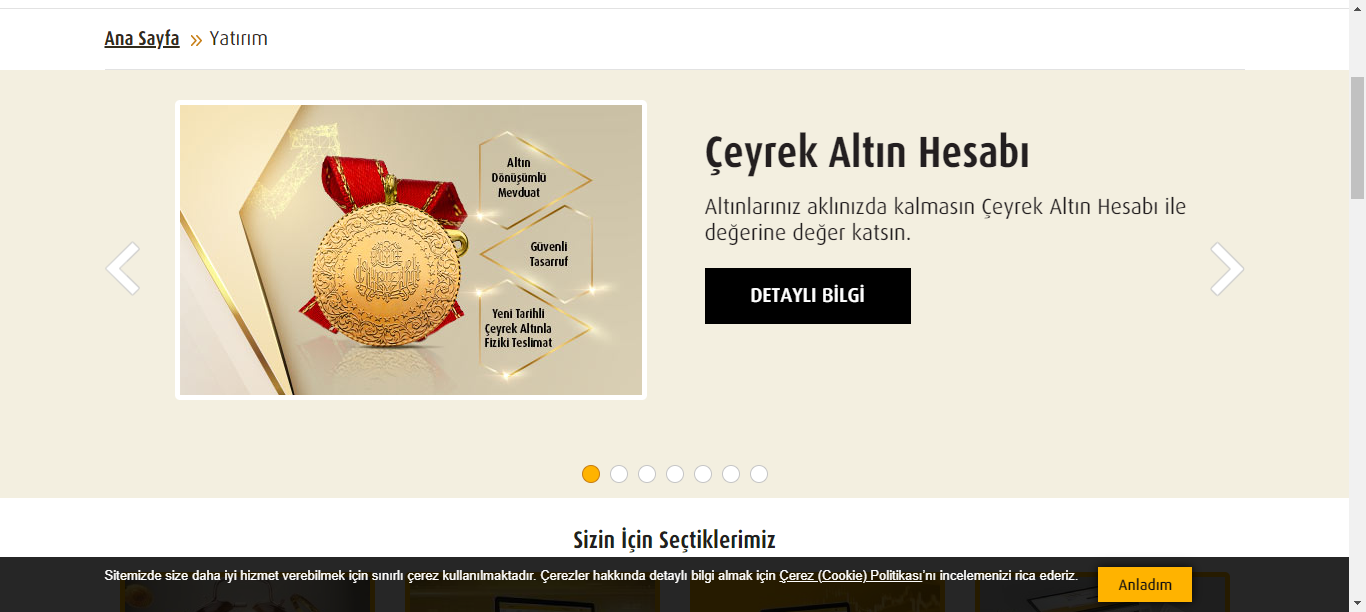 Ana Sayfa » Yatırım
Altın
Dönüşümlü
Mevduat
Güvenli
Tasarruf
Yeni Tarihli
Çeyrek Altınla
Fiziki Teslimat
Çeyrek Altın Hesabı
Altınlarınız aklınızda kalmasın Çeyrek Altın Hesabı ile
değerine değer katsın.
DETAYLI BİLGİ
Sizin İçin Seçtiklerimiz
Sitemizde size daha iyi hizmet verebilmek için sınırlı çerez kullanılmaktadır. Çerezler hakkında detaylı bilgi almak için Çerez (Cookie) Politikası'nı incelemenizi rica ederiz.
Anladım